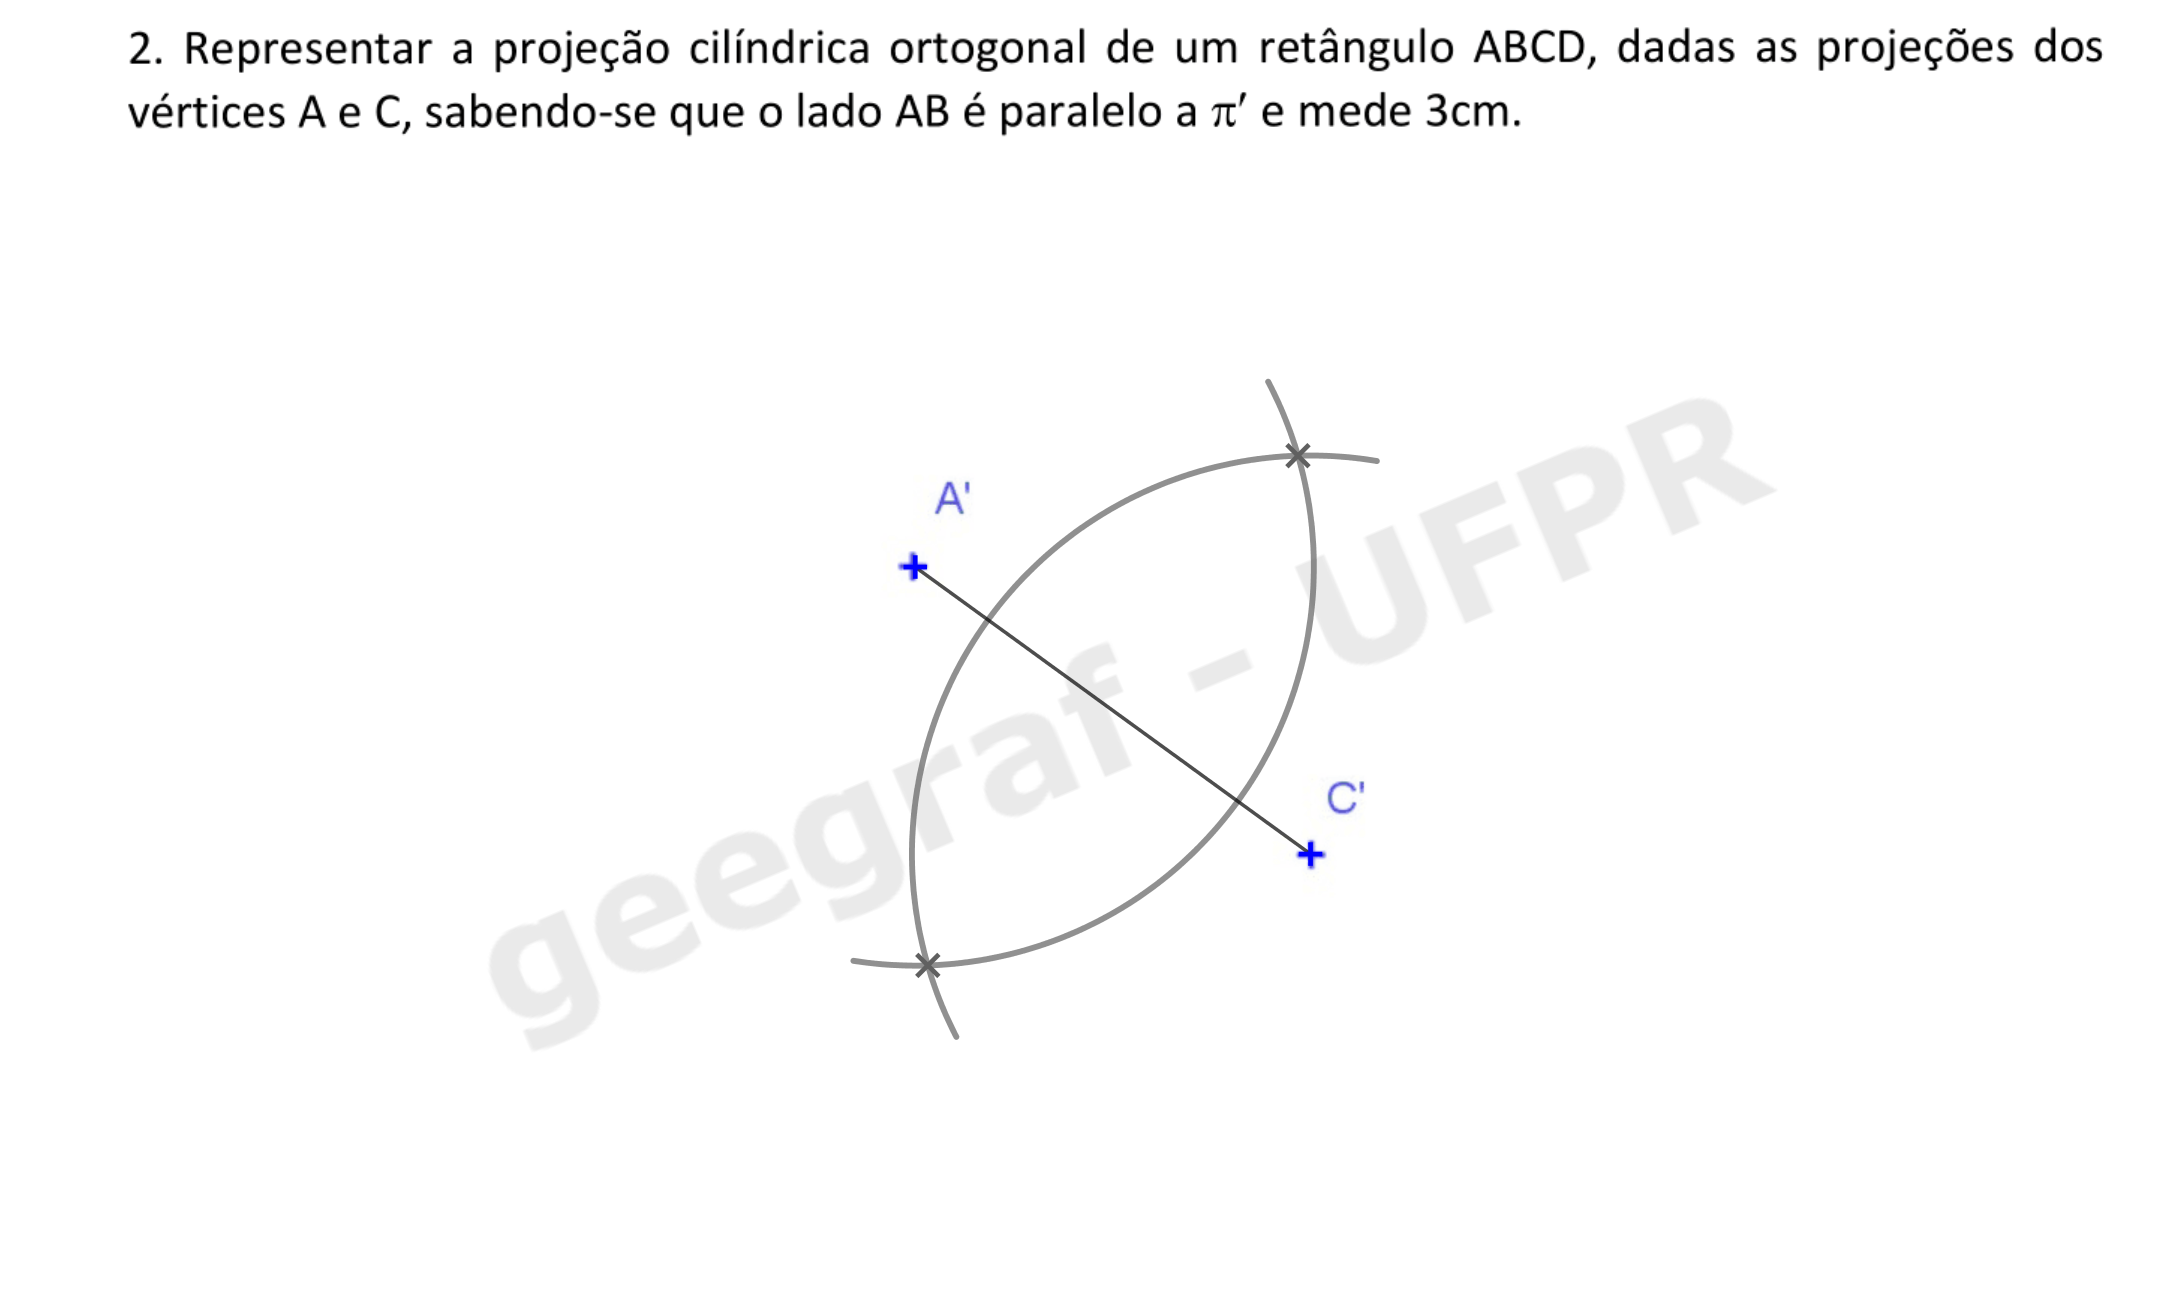 2. Representar a projeção cilíndrica ortogonal de um retângulo ABCD, dadas as projeções dos
vértices A e C, sabendo-se que o lado AB é paralelo a π′ e mede 3cm.
A'
geegraf - UFPR
C'